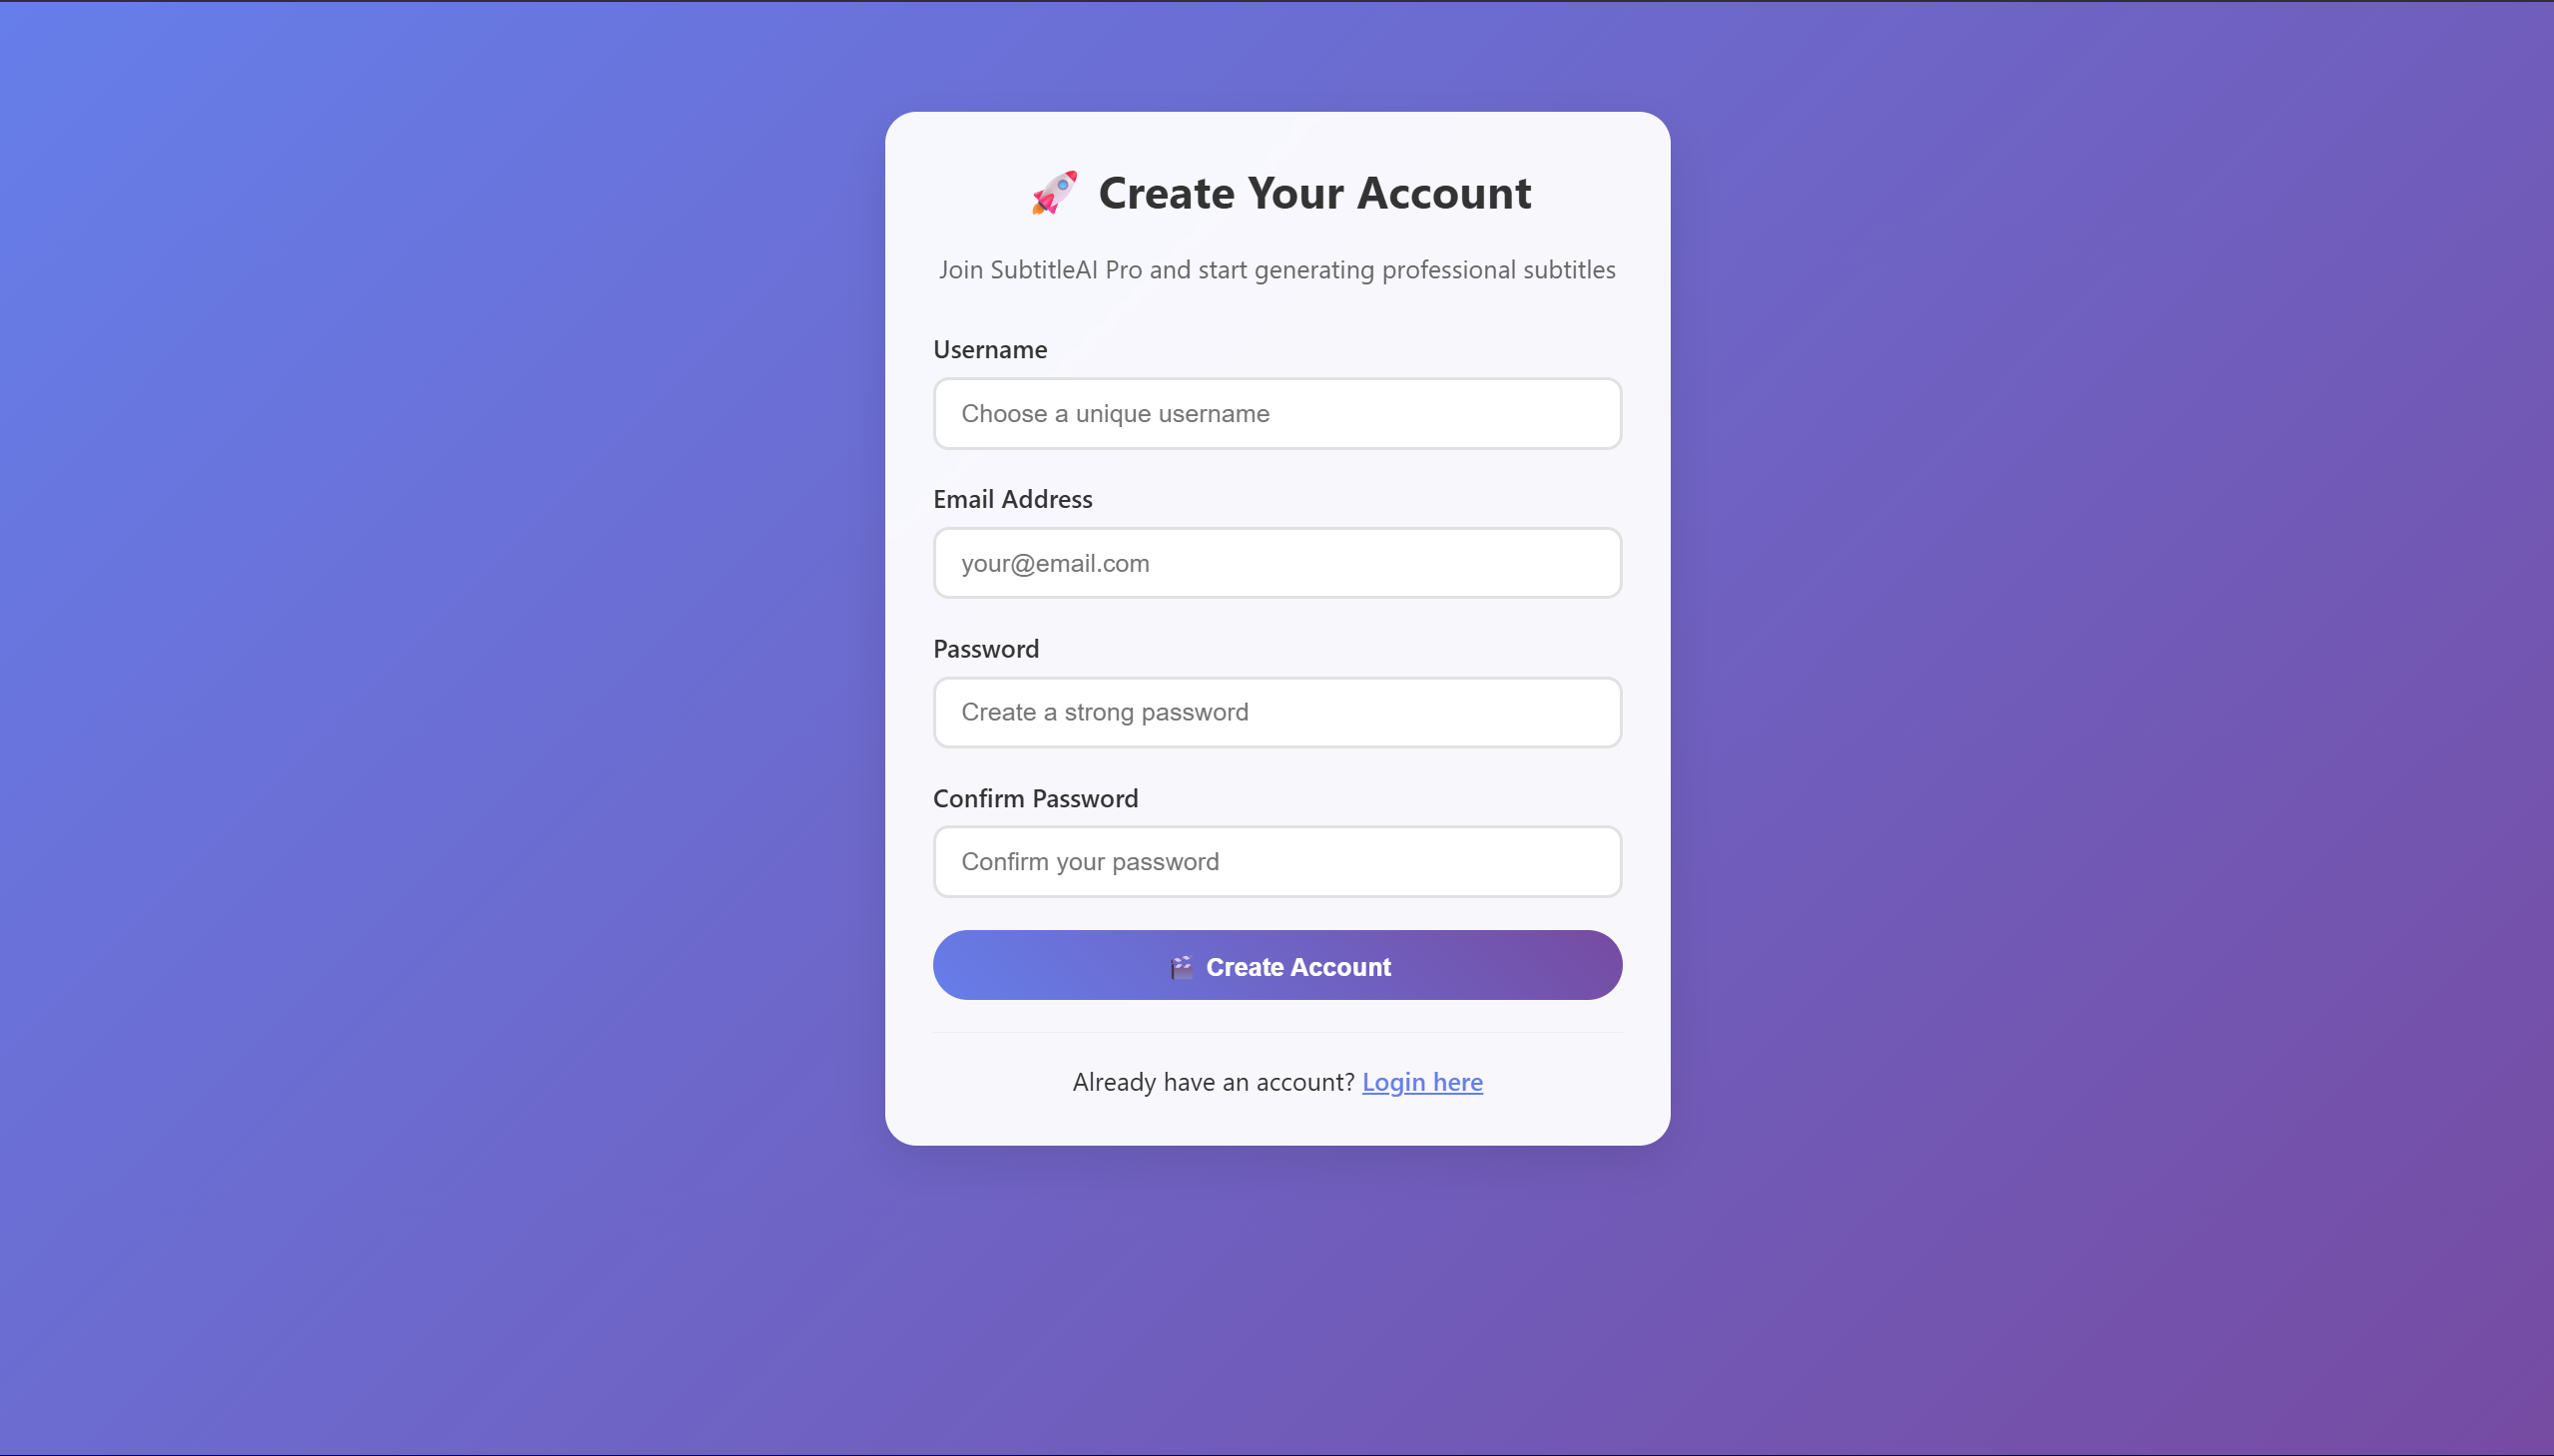 🚀 Create Your Account
Join SubtitleAI Pro and start generating professional subtitles
Username
Choose a unique username
Email Address
your@email.com
Password
Create a strong password
Confirm Password
Confirm your password
🎬 Create Account
Already have an account? Login here